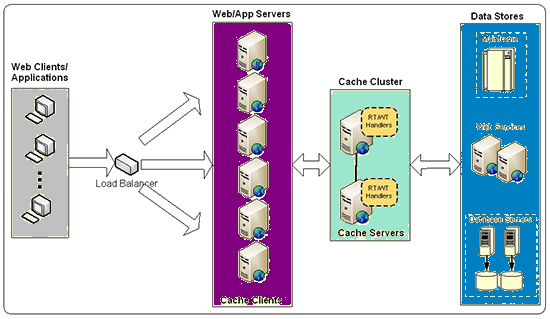 Web Clients/
Applications
Load Balancer
Web/App Servers
Cache Clients
Cache Cluster
RT/WT
Handlers
RT/WT
Handlers
Cache Servers
Data Stores
Mainframe
Web Services
Database Servers